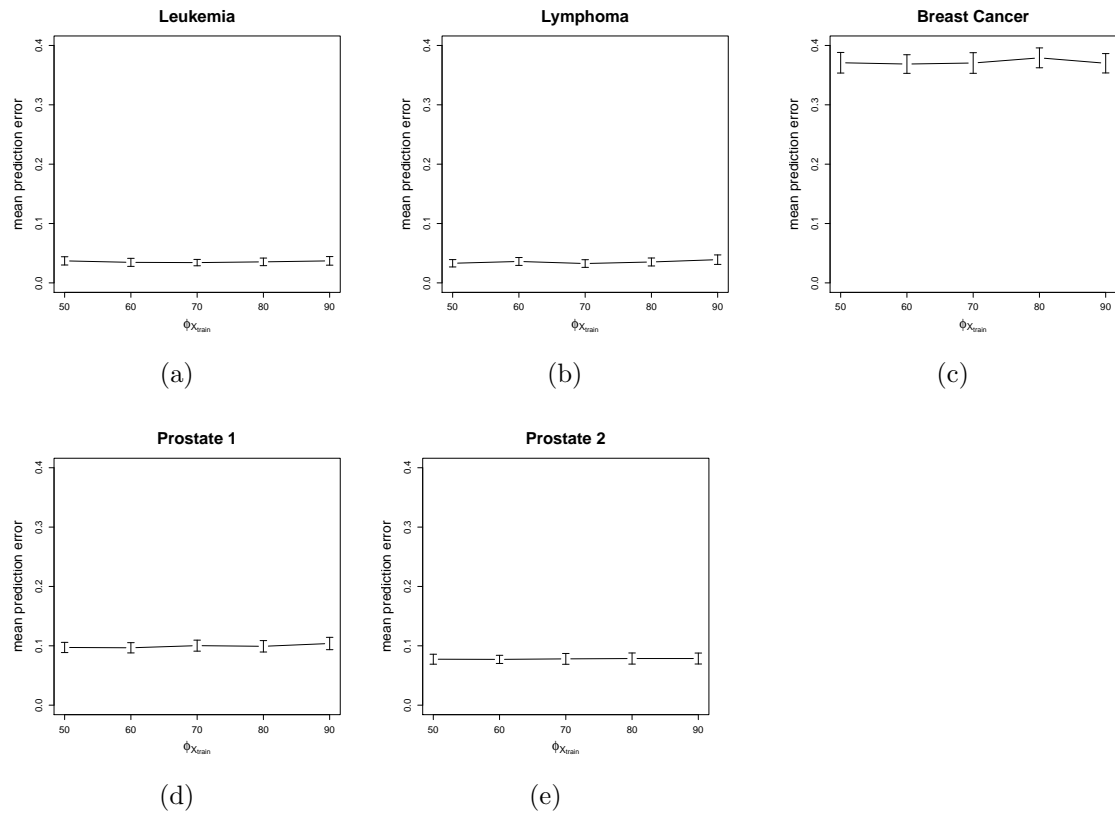 Leukemia
mean prediction error
0.0 0.1 0.2 0.3 0.4
50 60 70 80 90
ϕXtrain
(a)
Lymphoma
mean prediction error
0.0 0.1 0.2 0.3 0.4
50 60 70 80 90
ϕXtrain
(b)
Breast Cancer
mean prediction error
0.0 0.1 0.2 0.3 0.4
50 60 70 80 90
ϕXtrain
(c)
Prostate 1
mean prediction error
0.0 0.1 0.2 0.3 0.4
50 60 70 80 90
ϕXtrain
(d)
Prostate 2
mean prediction error
0.0 0.1 0.2 0.3 0.4
50 60 70 80 90
ϕXtrain
(e)